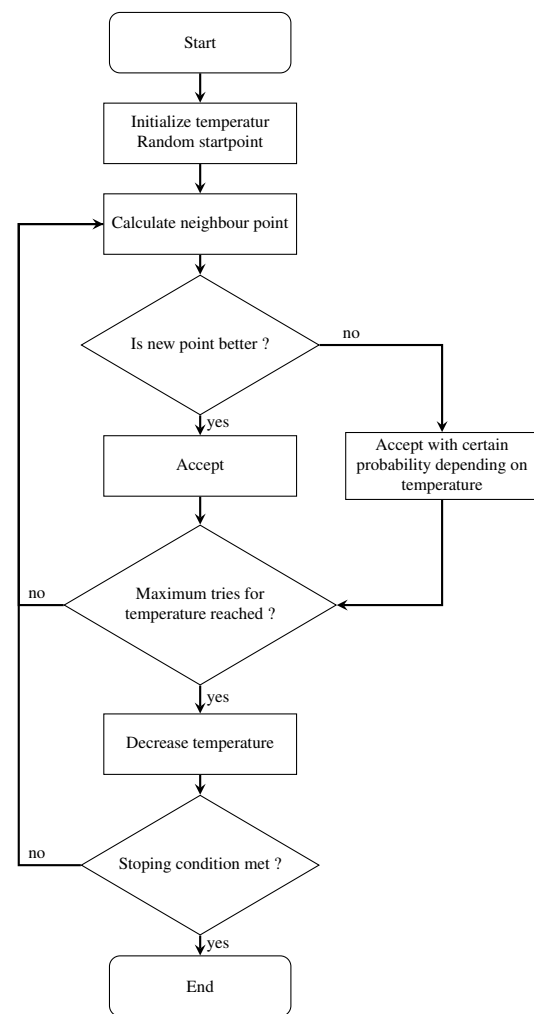 Start
Initialize temperatur
Random startpoint
Calculate neighbour point
Is new point better ?
no
yes
Accept
Accept with certain
probability depending on
temperature
no
Maximum tries for
temperature reached ?
yes
Decrease temperature
no
Stoping condition met ?
yes
End